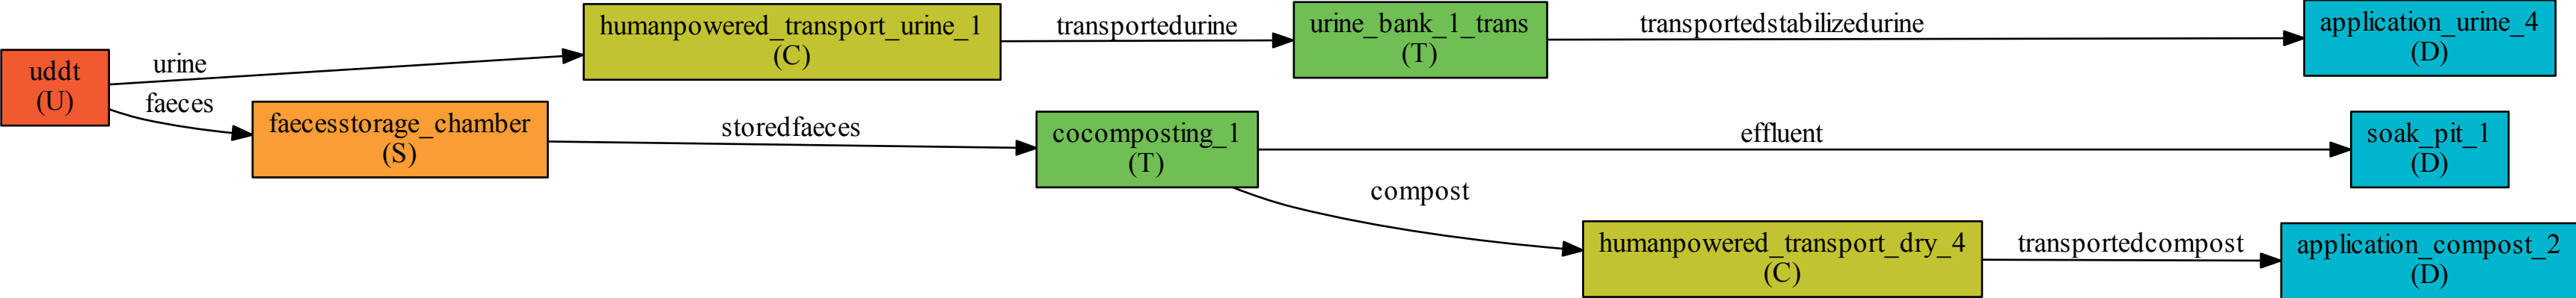 uddt
(U)
urine
faeces
humanpowered_transport_urine_1
(C)
transportedurine
urine_bank_1_trans
(T)
transportedstabilizedurine
application_urine_4
(D)
faecesstorage_chamber
(S)
storedfaeces
cocomposting_1
(T)
effluent
soak_pit_1
(D)
compost
humanpowered_transport_dry_4
(C)
transportedcompost
application_compost_2
(D)